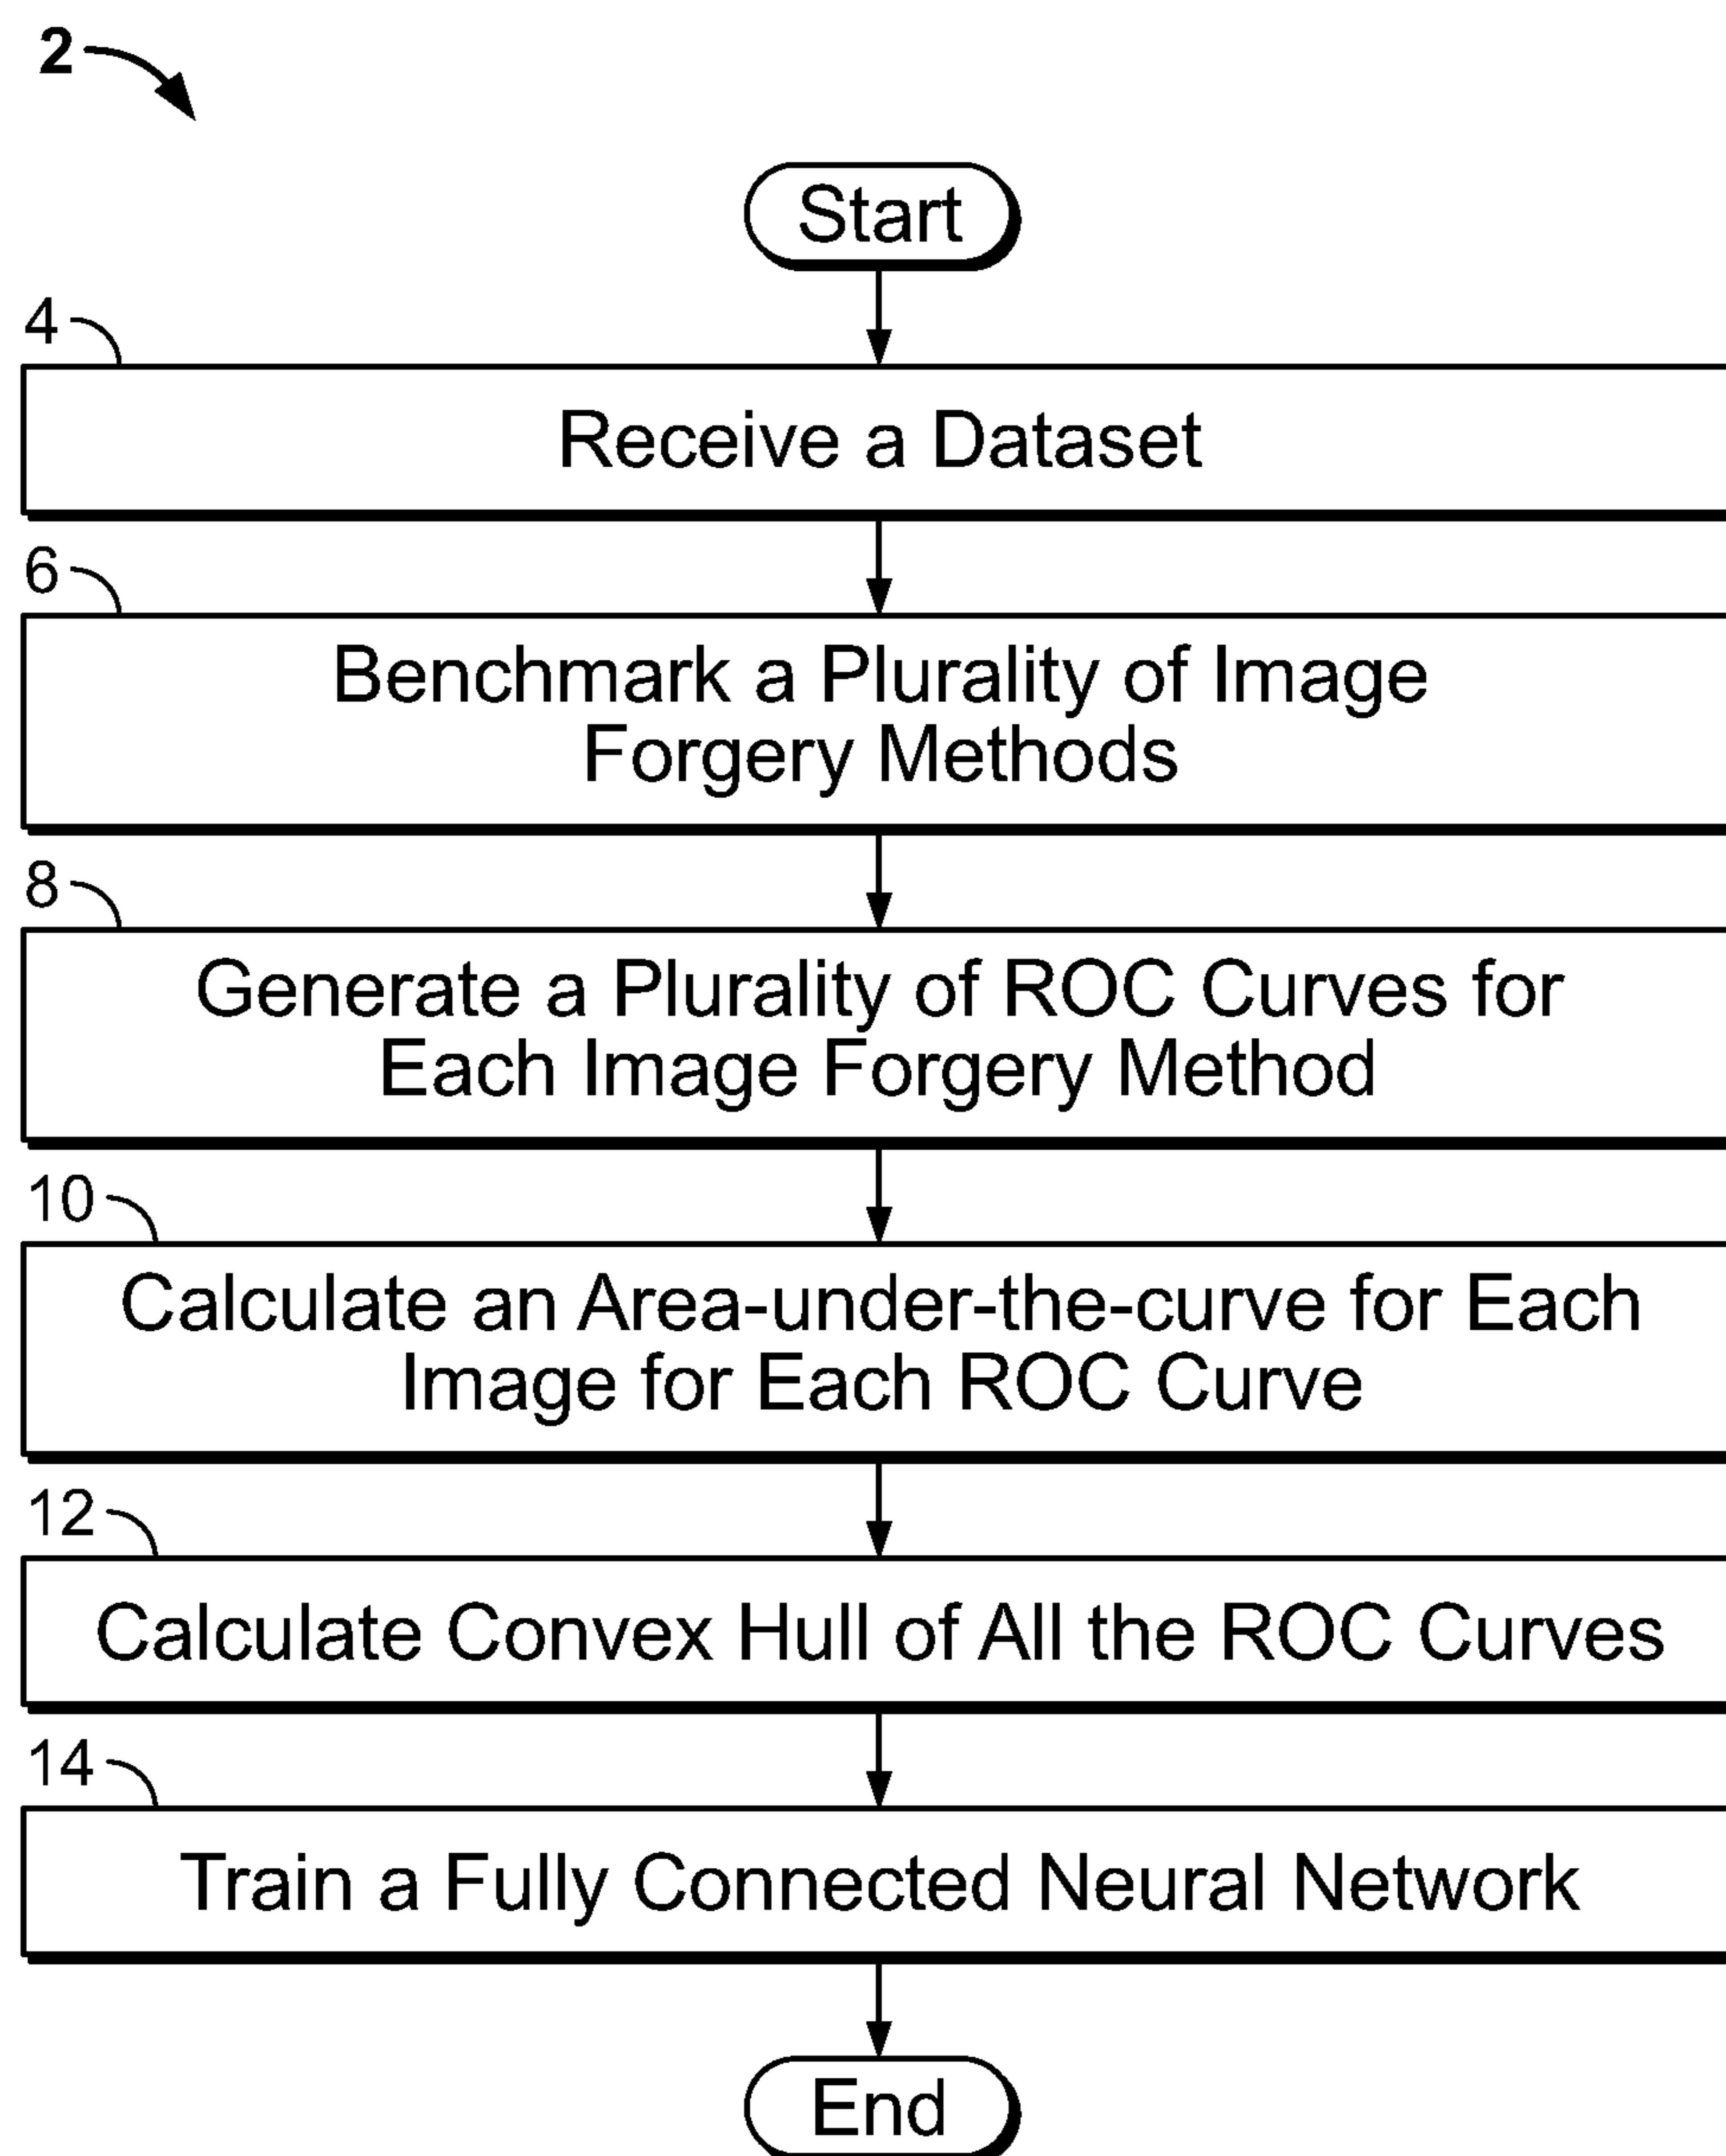 2
Start
4
Receive a Dataset
6
Benchmark a Plurality of Image
Forgery Methods
8
Generate a Plurality of ROC Curves for
Each Image Forgery Method
10
Calculate an Area-under-the-curve for Each
Image for Each ROC Curve
12
Calculate Convex Hull of All the ROC Curves
14
Train a Fully Connected Neural Network
End